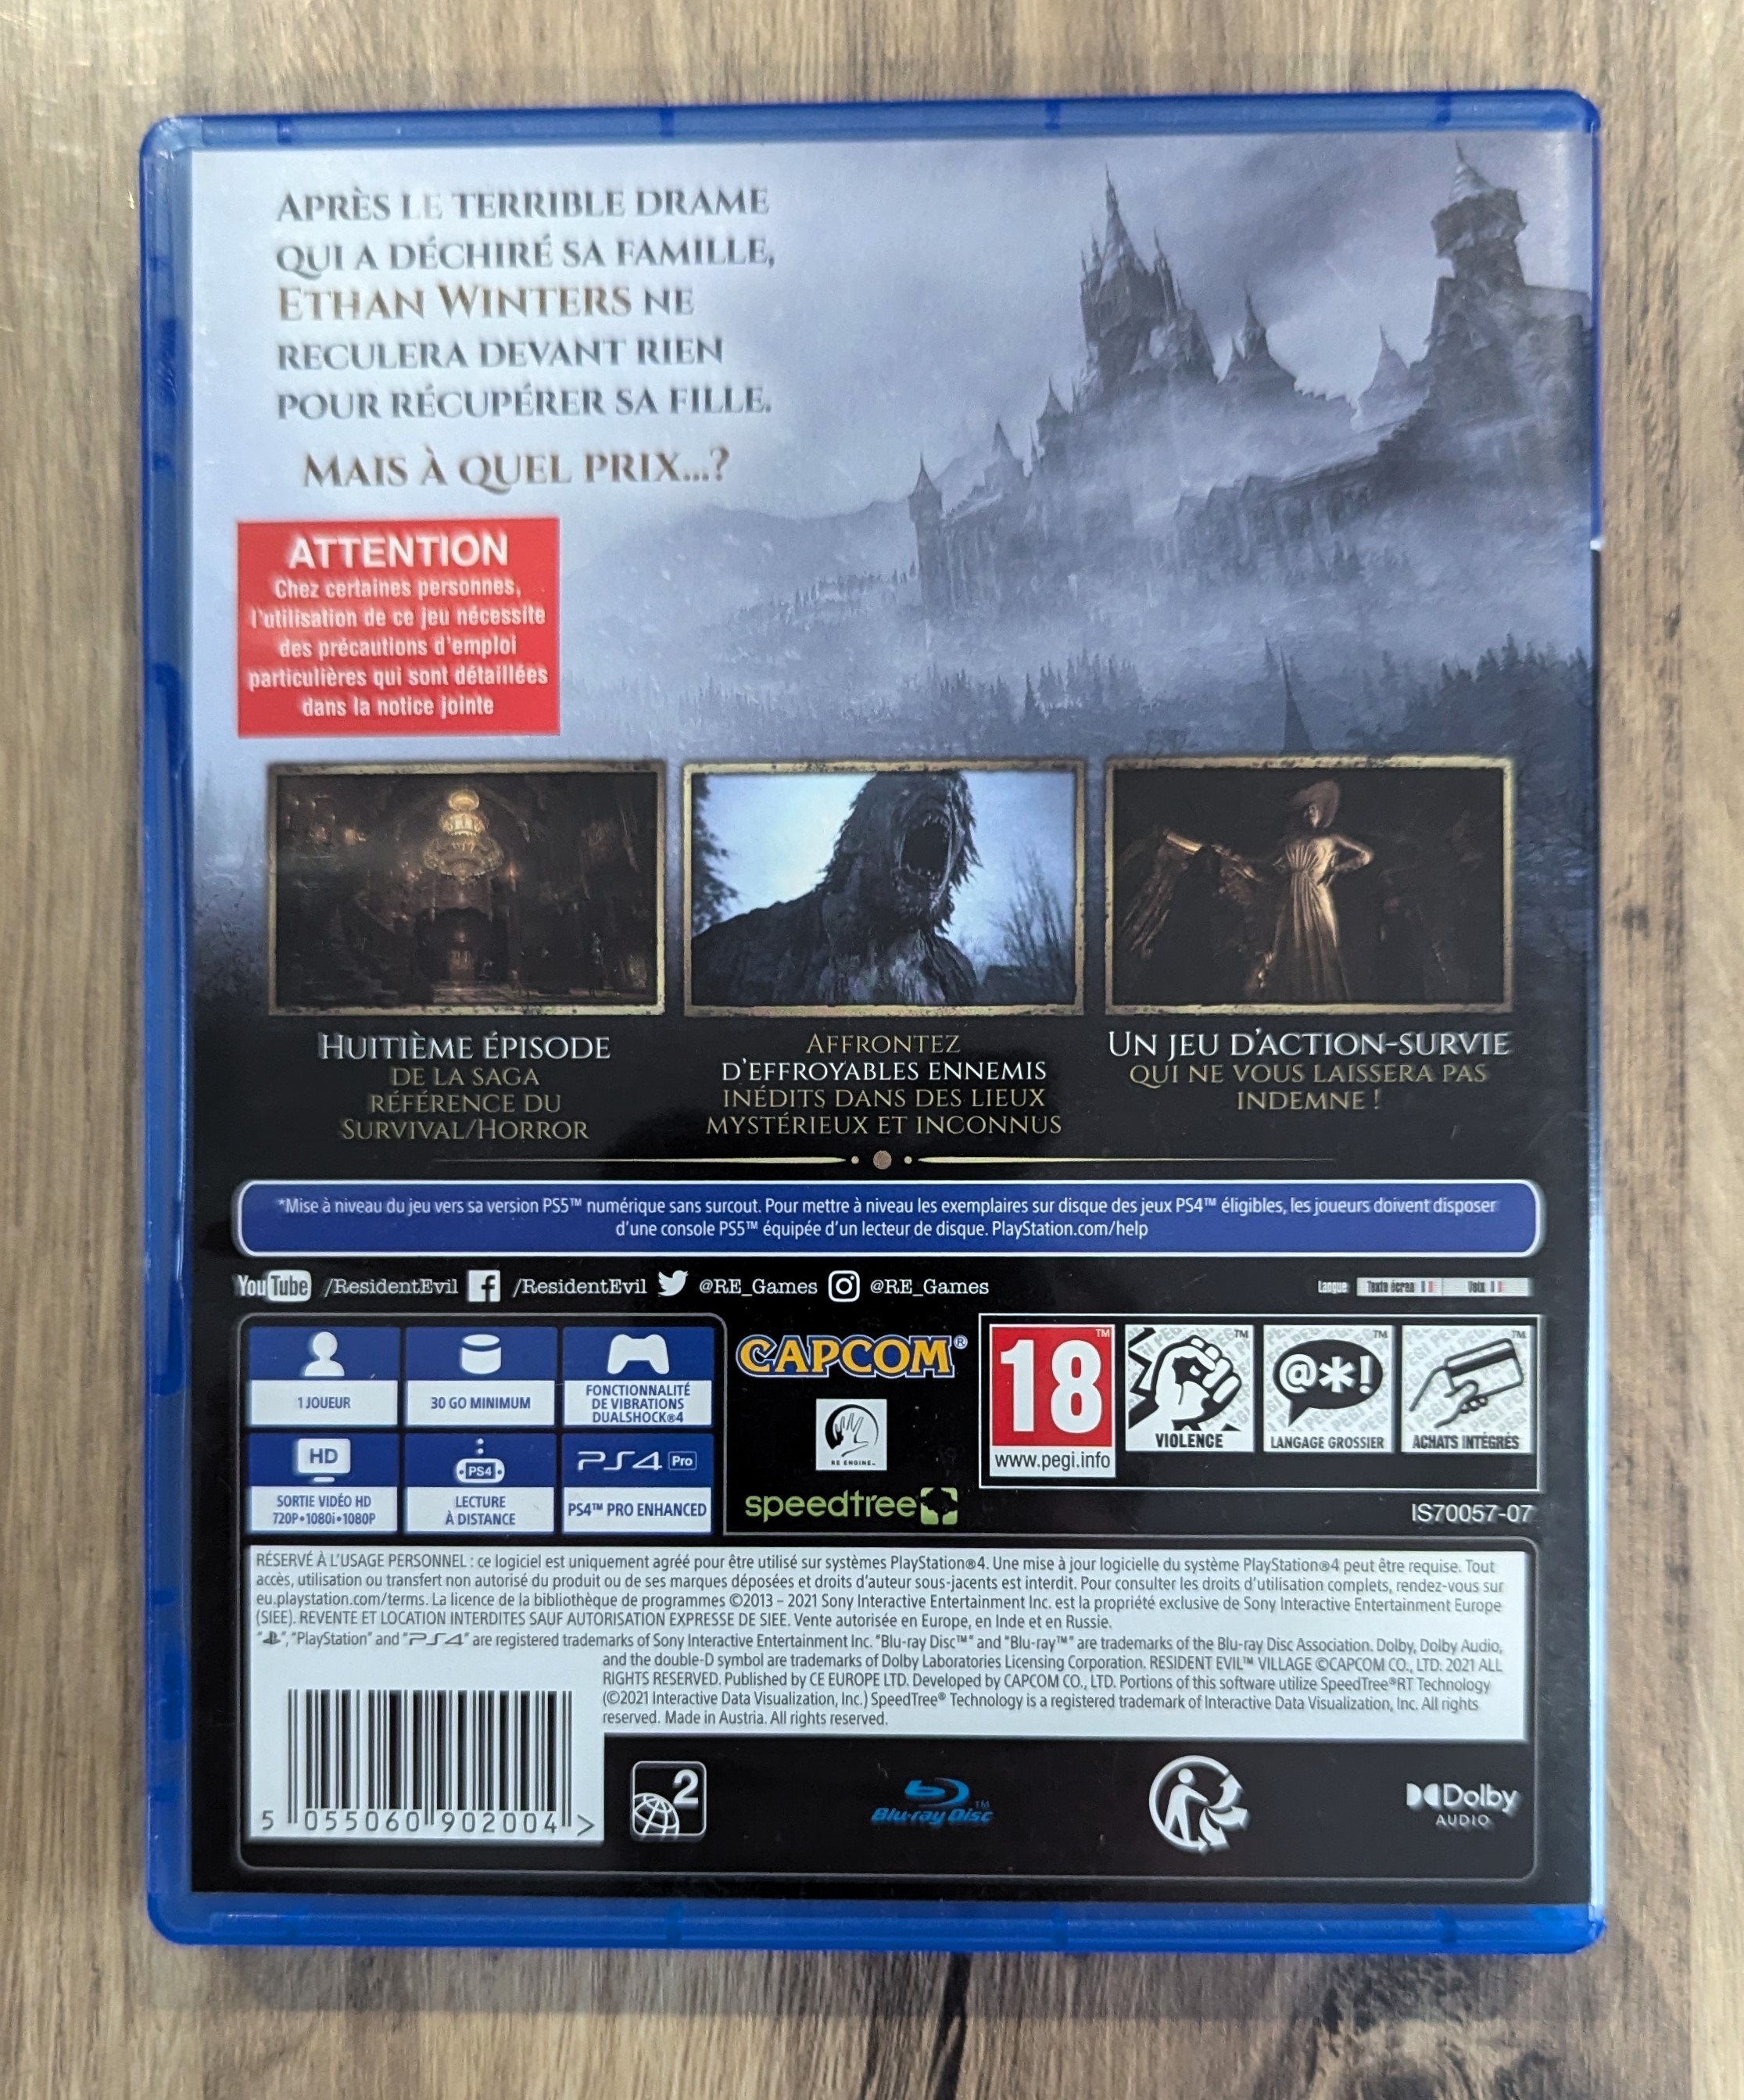 APRÈS LE TERRIBLE DRAME
QUI A DÉCHIRÉ SA FAMILLE,
ETHAN WINTERS NE
RECULERA DEVANT RIEN
POUR RÉCUPÉRER SA FILLE.
MAIS À QUEL PRIX...?
ATTENTION
Chez certaines personnes,
l'utilisation de ce jeu nécessite
des précautions d'emploi
particulières qui sont détaillées
dans la notice jointe
HUITIÈME ÉPISODE
DE LA SAGA
RÉFÉRENCE DU
SURVIVAL/HORROR
AFFRONTEZ
D'EFFROYABLES ENNEMIS
INÉDITS DANS DES LIEUX
MYSTÉRIEUX ET INCONNUS
UN JEU D'ACTION-SURVIE
QUI NE VOUS LAISSERA PAS
INDEMNE !
*Mise à niveau du jeu vers sa version PS5™ numérique sans surcout. Pour mettre à niveau les exemplaires sur disque des jeux PS4™ éligibles, les joueurs doivent disposer
d'une console PS5™ équipée d'un lecteur de disque. PlayStation.com/help
YouTube /ResidentEvil /ResidentEvil @RE_Games @RE_Games
Langue Texte écran Voix
1 JOUEUR
30 GO MINIMUM
FONCTIONNALITÉ
DE VIBRATIONS
DUALSHOCK®4
HD
SORTIE VIDÉO HD
720P•1080i•1080P
PS4
LECTURE
À DISTANCE
PS4 Pro
PS4™ PRO ENHANCED
CAPCOM®
RE ENGINE™
speedtree
18™
www.pegi.info
™
VIOLENCE
@*!
™
LANGAGE GROSSIER
™
ACHATS INTÉGRÉS
IS70057-07
RÉSERVÉ À L'USAGE PERSONNEL : ce logiciel est uniquement agréé pour être utilisé sur systèmes PlayStation®4. Une mise à jour logicielle du système PlayStation®4 peut être requise. Tout
accès, utilisation ou transfert non autorisé du produit ou de ses marques déposées et droits d'auteur sous-jacents est interdit. Pour consulter les droits d'utilisation complets, rendez-vous sur
eu.playstation.com/terms. La licence de la bibliothèque de programmes ©2013 – 2021 Sony Interactive Entertainment Inc. est la propriété exclusive de Sony Interactive Entertainment Europe
(SIEE). REVENTE ET LOCATION INTERDITES SAUF AUTORISATION EXPRESSE DE SIEE. Vente autorisée en Europe, en Inde et en Russie.
"", "PlayStation" and "PS4" are registered trademarks of Sony Interactive Entertainment Inc. "Blu-ray Disc™" and "Blu-ray™" are trademarks of the Blu-ray Disc Association. Dolby, Dolby Audio,
and the double-D symbol are trademarks of Dolby Laboratories Licensing Corporation. RESIDENT EVIL™ VILLAGE ©CAPCOM CO., LTD. 2021 ALL
RIGHTS RESERVED. Published by CE EUROPE LTD. Developed by CAPCOM CO., LTD. Portions of this software utilize SpeedTree®RT Technology
(©2021 Interactive Data Visualization, Inc.) SpeedTree® Technology is a registered trademark of Interactive Data Visualization, Inc. All rights
reserved. Made in Austria. All rights reserved.
5 055060 902004 >
2
Blu-ray Disc™
Dolby
AUDIO